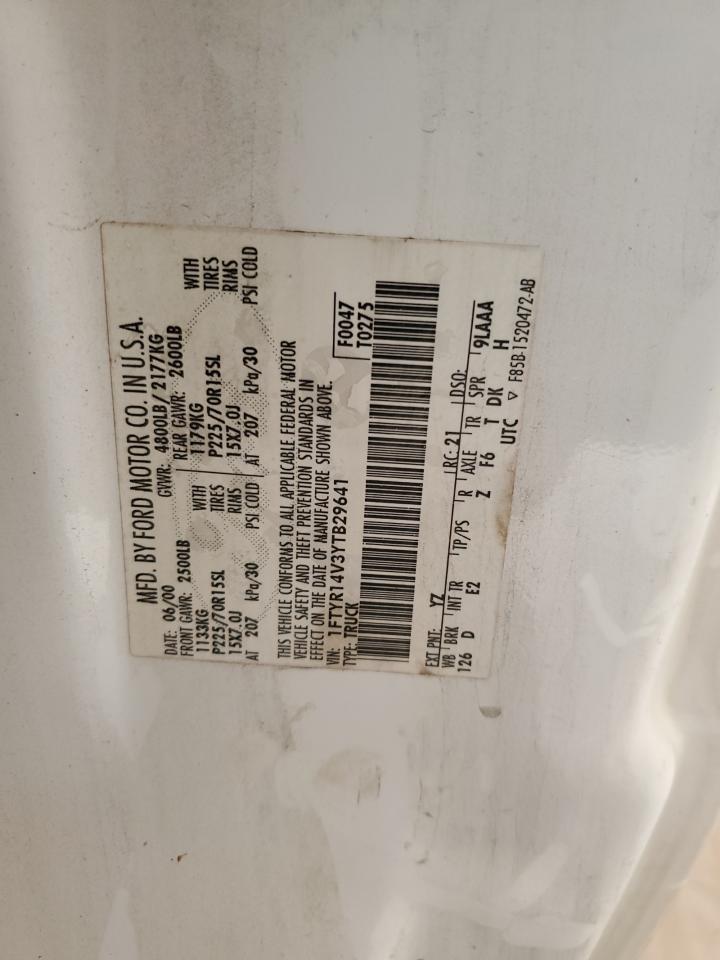 MFD. BY FORD MOTOR CO. IN U.S.A.
DATE: 06/00 GVWR: 4800LB / 2177KG
FRONT GAWR: 2500LB REAR GAWR: 2600LB
1133KG WITH 1179KG WITH
P225/70R15SL TIRES P225/70R15SL TIRES
15X7.0J RIMS 15X7.0J RIMS
AT 207 kPa/30 PSI COLD AT 207 kPa/30 PSI COLD
THIS VEHICLE CONFORMS TO ALL APPLICABLE FEDERAL MOTOR
VEHICLE SAFETY AND THEFT PREVENTION STANDARDS IN
EFFECT ON THE DATE OF MANUFACTURE SHOWN ABOVE.
VIN: 1FTYR14V3YTB29641 F0047
TYPE: TRUCK T0275
EXT PNT: YZ RC: 21 DSO:
WB BRK INT TR TP/PS R AXLE TR SPR 9LAAA
126 D E2 Z F6 T DK H
UTC ▽ F85B-1520472-AB